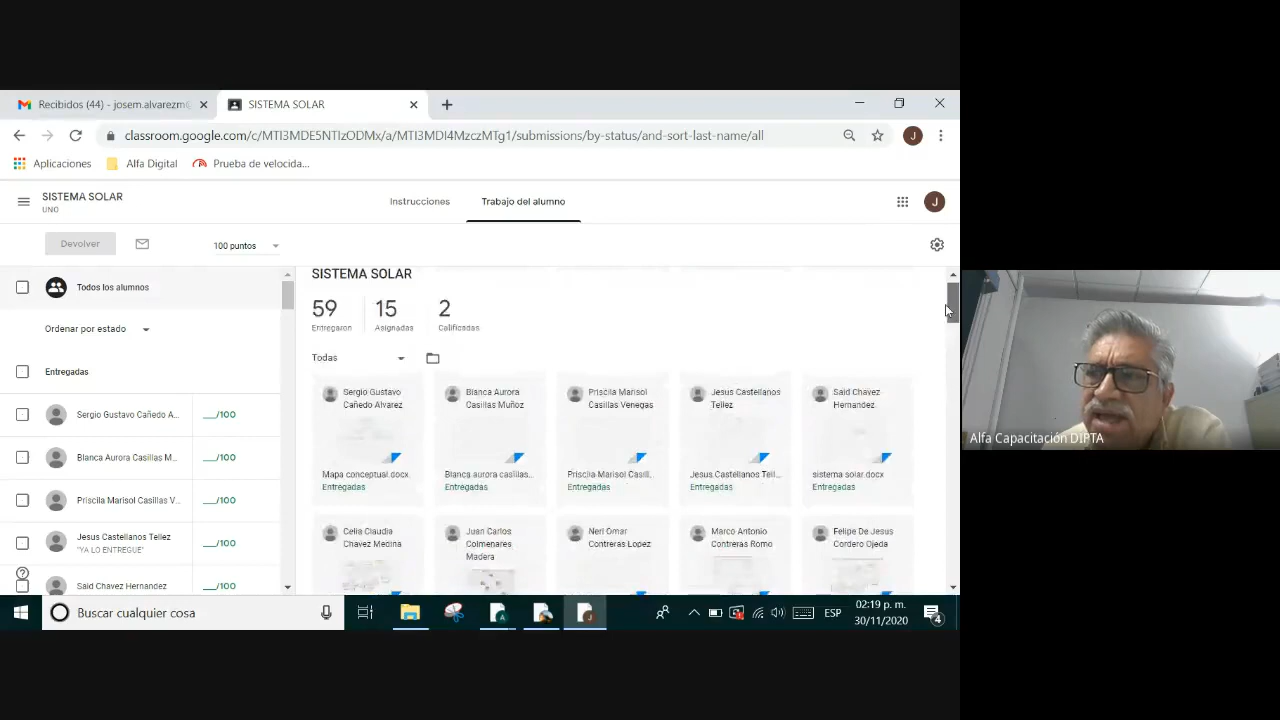 Recibidos (44) - josem.alvarezm
SISTEMA SOLAR
classroom.google.com/c/MTI3MDE5NTIzODMx/a/MTI3MDI4MzczMTg1/submissions/by-status/and-sort-last-name/all
J
Aplicaciones
Alfa Digital
Prueba de velocida...
SISTEMA SOLAR
UNO
Instrucciones
Trabajo del alumno
J
Devolver
100 puntos
Todos los alumnos
Ordenar por estado
Entregadas
Sergio Gustavo Cañedo A...
___/100
Blanca Aurora Casillas M...
___/100
Priscila Marisol Casillas V...
___/100
Jesus Castellanos Tellez
"YA LO ENTREGUE"
___/100
Said Chavez Hernandez
___/100
SISTEMA SOLAR
59
Entregaron
15
Asignadas
2
Calificadas
Todas
Sergio Gustavo
Cañedo Alvarez
Mapa conceptual.docx
Entregadas
Blanca Aurora
Casillas Muñoz
Blanca aurora casillas...
Entregadas
Priscila Marisol
Casillas Venegas
Priscila Marisol Casill...
Entregadas
Jesus Castellanos
Tellez
Jesus Castellanos Tell...
Entregadas
Said Chavez
Hernandez
sistema solar.docx
Entregadas
Celia Claudia
Chavez Medina
Juan Carlos
Colmenares
Madera
Neri Omar
Contreras Lopez
Marco Antonio
Contreras Romo
Felipe De Jesus
Cordero Ojeda
Buscar cualquier cosa
ESP
02:19 p. m.
30/11/2020
4
Alfa Capacitación DIPTA